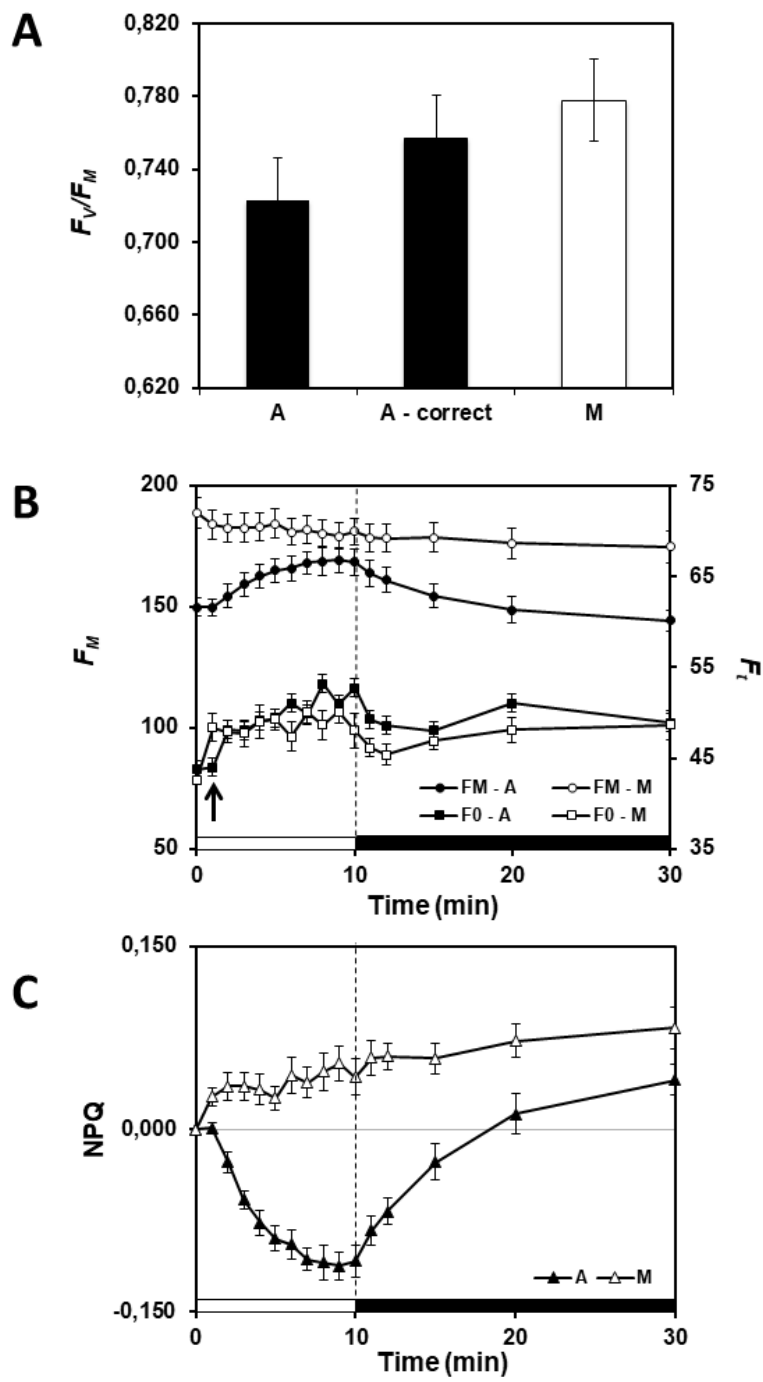 A
0,820
0,780
0,740
0,700
0,660
0,620
FV/FM
A A - correct M
B
200
150
100
50
FM
75
65
55
45
35
Ft
FM - A FM - M
F0 - A F0 - M
0 10 20 30
Time (min)
C
0,150
0,000
-0,150
NPQ
A M
0 10 20 30
Time (min)